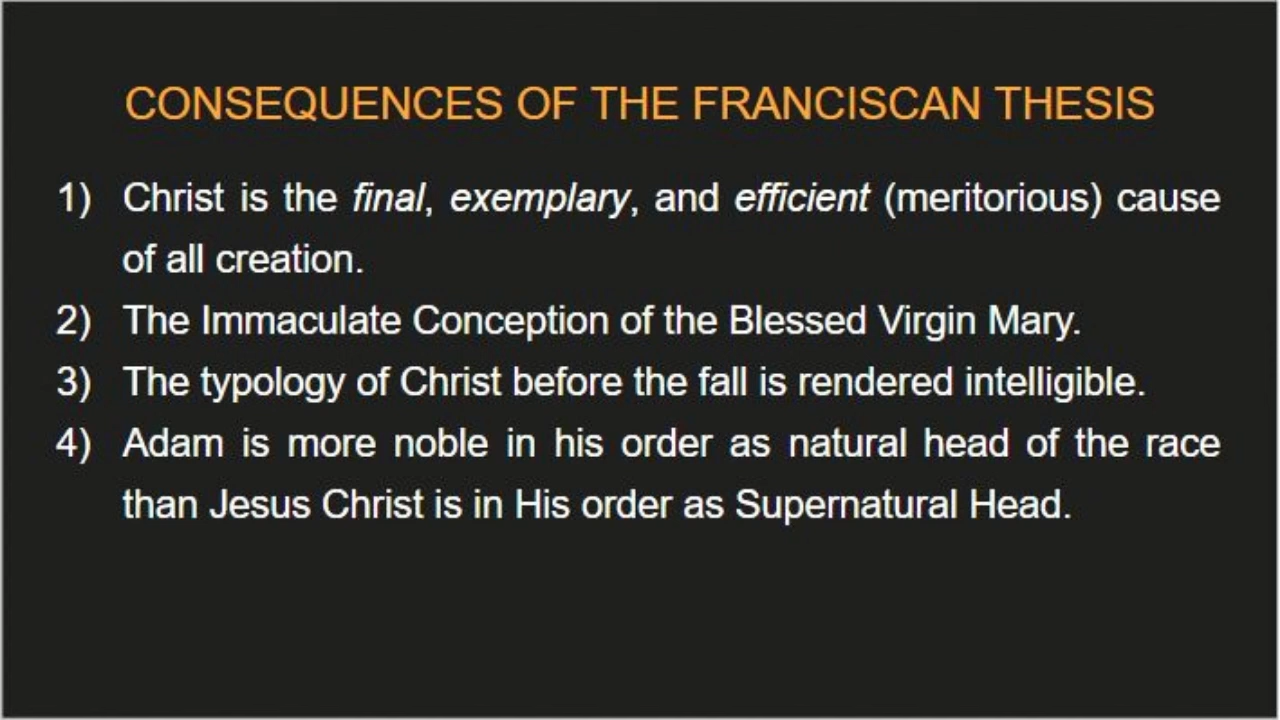 CONSEQUENCES OF THE FRANCISCAN THESIS
1) Christ is the final, exemplary, and efficient (meritorious) cause
of all creation.
2) The Immaculate Conception of the Blessed Virgin Mary.
3) The typology of Christ before the fall is rendered intelligible.
4) Adam is more noble in his order as natural head of the race
than Jesus Christ is in His order as Supernatural Head.